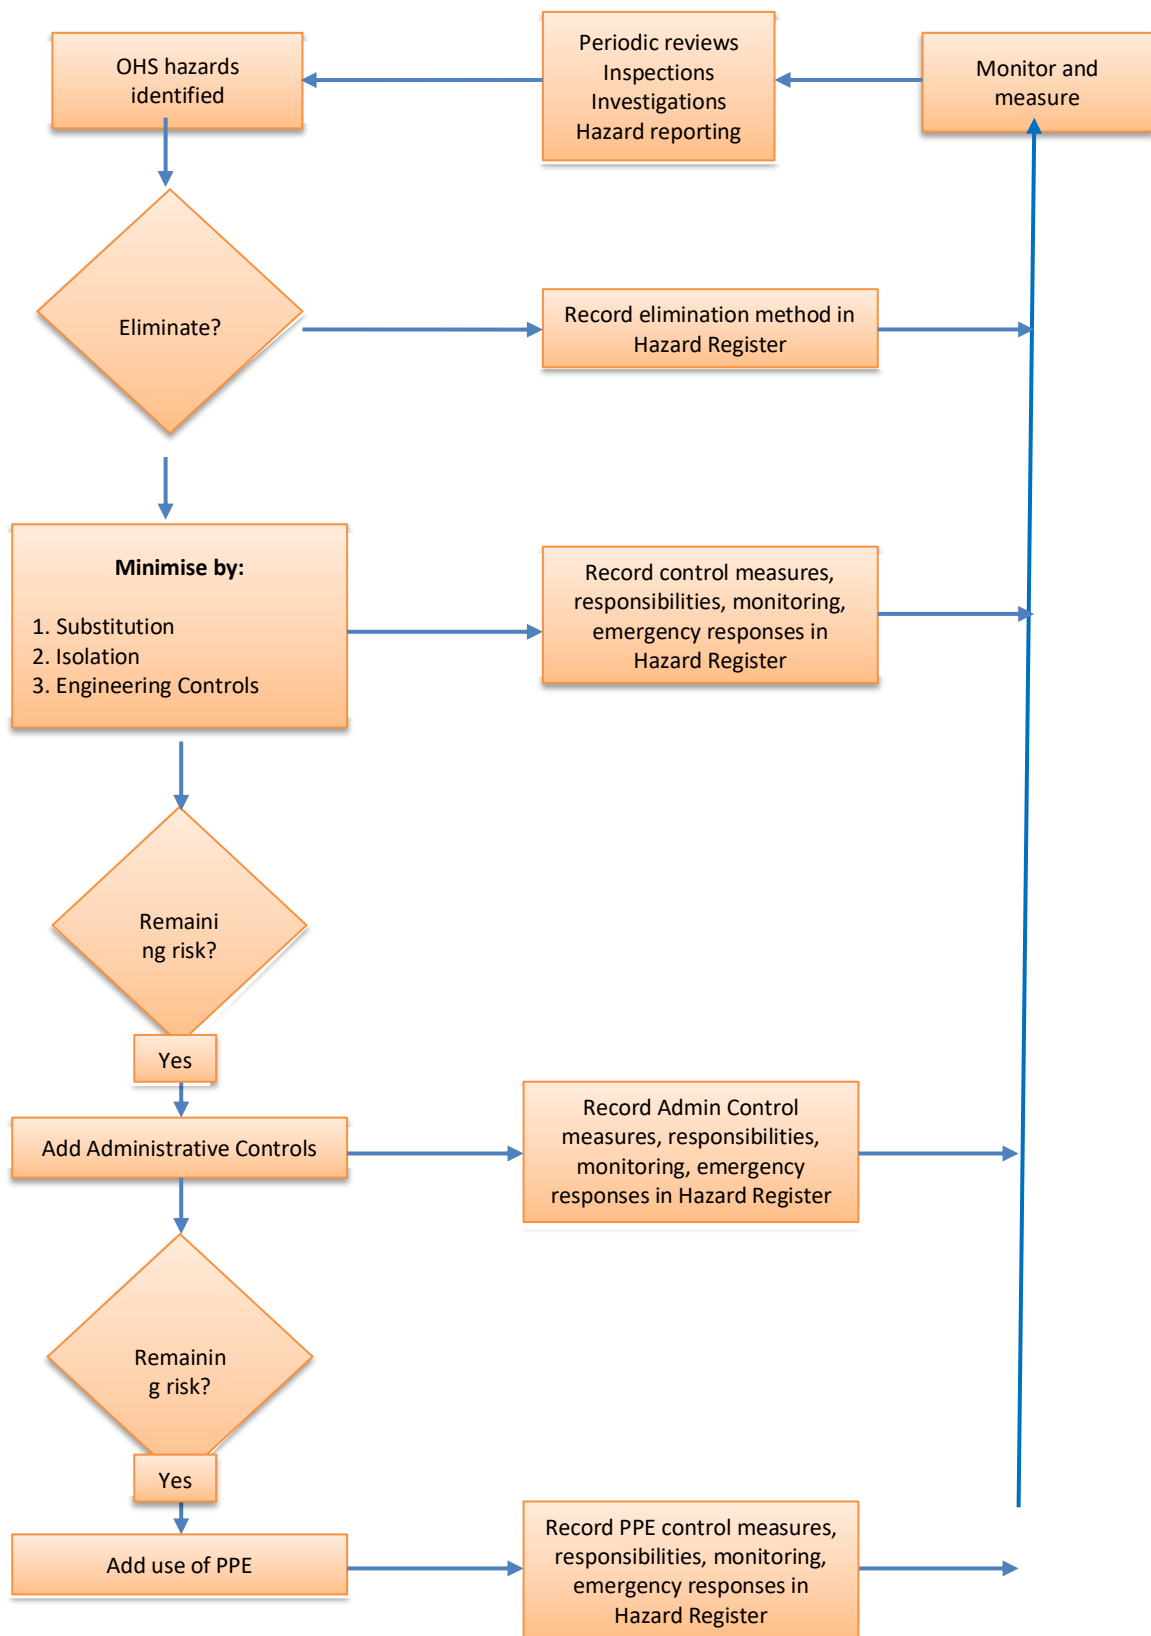 OHS hazards
identified
Periodic reviews
Inspections
Investigations
Hazard reporting
Monitor and
measure
Eliminate?
Record elimination method in
Hazard Register
Minimise by:
1. Substitution
2. Isolation
3. Engineering Controls
Record control measures,
responsibilities, monitoring,
emergency responses in
Hazard Register
Remaini
ng risk?
Yes
Add Administrative Controls
Record Admin Control
measures, responsibilities,
monitoring, emergency
responses in Hazard Register
Remainin
g risk?
Yes
Add use of PPE
Record PPE control measures,
responsibilities, monitoring,
emergency responses in
Hazard Register